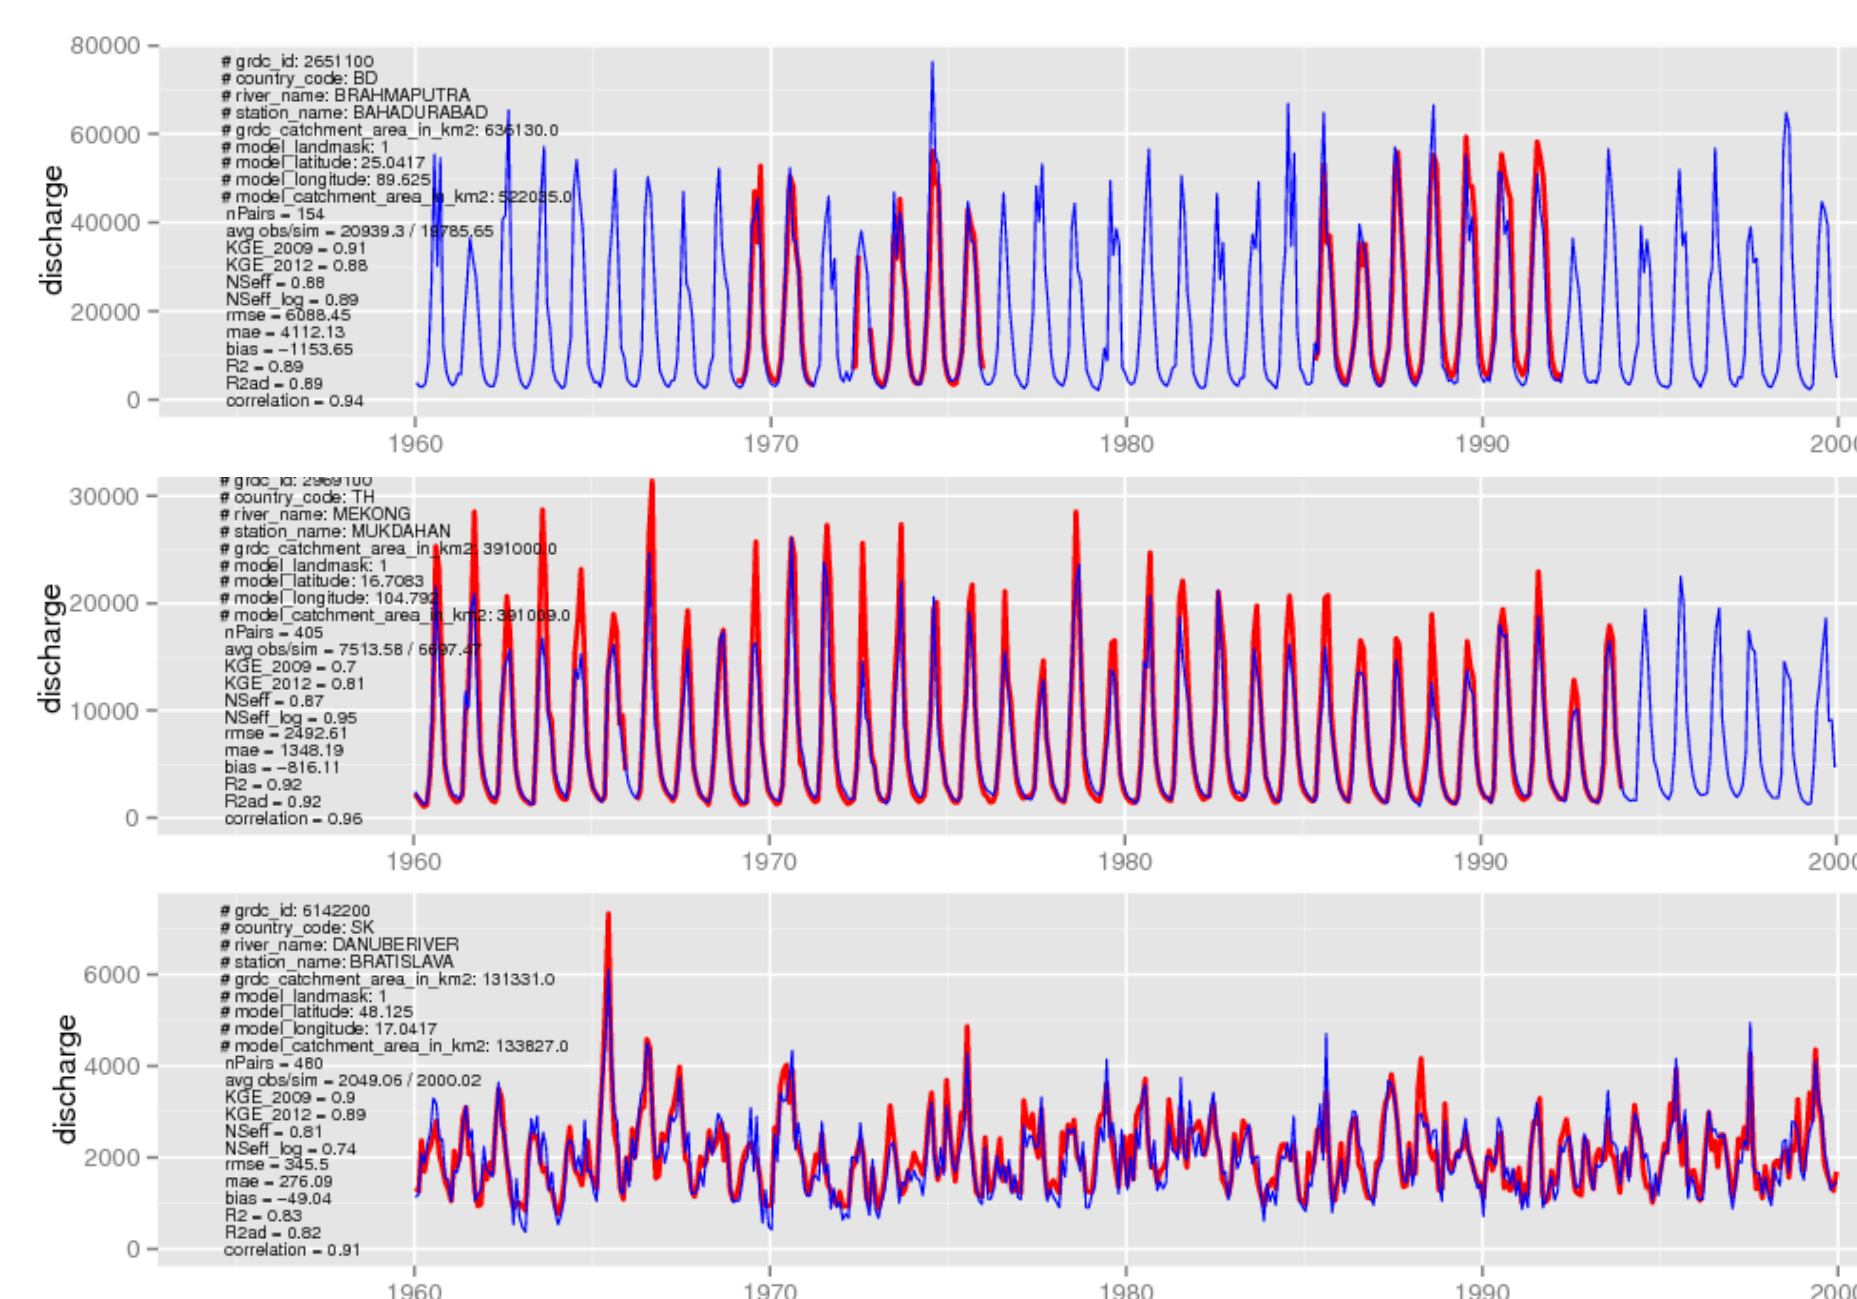 80000
60000
40000
20000
0
discharge
# grdc_id: 2651100
# country_code: BD
# river_name: BRAHMAPUTRA
# station_name: BAHADURABAD
# grdc_catchment_area_in_km2: 636130.0
# model_landmask: 1
# model_latitude: 25.0417
# model_longitude: 89.625
# model_catchment_area_in_km2: 522035.0
nPairs = 154
avg obs/sim = 20939.3 / 19785.65
KGE_2009 = 0.91
KGE_2012 = 0.88
NSeff = 0.88
NSeff_log = 0.89
rmse = 6088.45
mae = 4112.13
bias = −1153.65
R2 = 0.89
R2ad = 0.89
correlation = 0.94
1960 1970 1980 1990 2000
30000
20000
10000
0
discharge
# grdc_id: 2969100
# country_code: TH
# river_name: MEKONG
# station_name: MUKDAHAN
# grdc_catchment_area_in_km2: 391000.0
# model_landmask: 1
# model_latitude: 16.7083
# model_longitude: 104.792
# model_catchment_area_in_km2: 391009.0
nPairs = 405
avg obs/sim = 7513.58 / 6697.47
KGE_2009 = 0.7
KGE_2012 = 0.81
NSeff = 0.87
NSeff_log = 0.95
rmse = 2492.61
mae = 1348.19
bias = −816.11
R2 = 0.92
R2ad = 0.92
correlation = 0.96
1960 1970 1980 1990 2000
6000
4000
2000
0
discharge
# grdc_id: 6142200
# country_code: SK
# river_name: DANUBERIVER
# station_name: BRATISLAVA
# grdc_catchment_area_in_km2: 131331.0
# model_landmask: 1
# model_latitude: 48.125
# model_longitude: 17.0417
# model_catchment_area_in_km2: 133827.0
nPairs = 480
avg obs/sim = 2049.06 / 2000.02
KGE_2009 = 0.9
KGE_2012 = 0.89
NSeff = 0.81
NSeff_log = 0.74
rmse = 345.5
mae = 276.09
bias = −49.04
R2 = 0.83
R2ad = 0.82
correlation = 0.91
1960 1970 1980 1990 2000